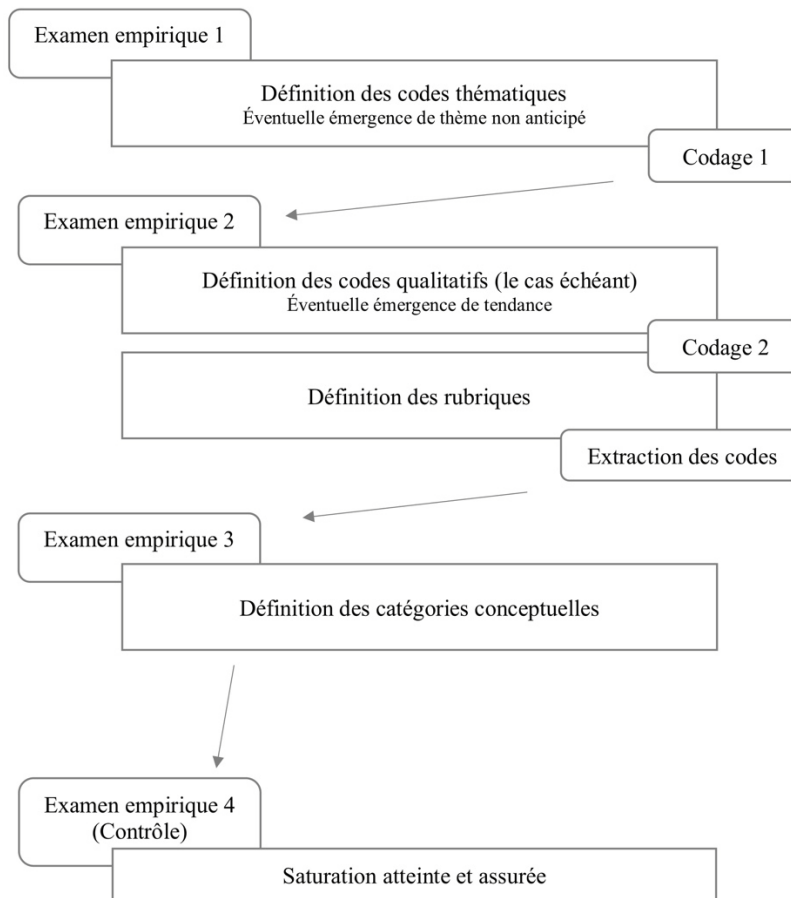 Examen empirique 1
Définition des codes thématiques
Éventuelle émergence de thème non anticipé
Codage 1
Examen empirique 2
Définition des codes qualitatifs (le cas échéant)
Éventuelle émergence de tendance
Codage 2
Définition des rubriques
Extraction des codes
Examen empirique 3
Définition des catégories conceptuelles
Examen empirique 4
(Contrôle)
Saturation atteinte et assurée